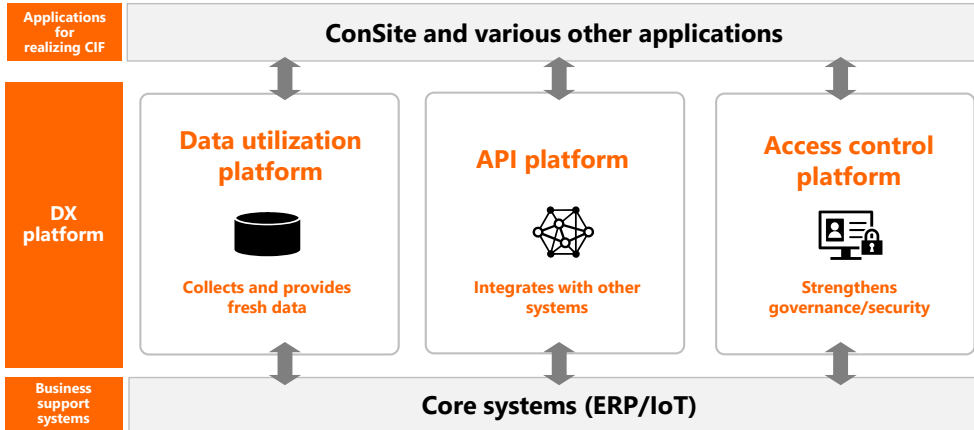 Applications
for
realizing CIF
ConSite and various other applications
DX
platform
Data utilization
platform
Collects and provides
fresh data
API platform
Integrates with other
systems
Access control
platform
Strengthens
governance/security
Business
support
systems
Core systems (ERP/IoT)